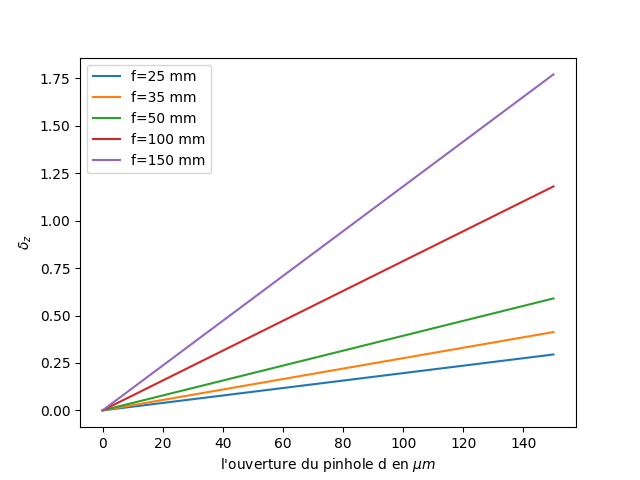 f=25 mm
f=35 mm
f=50 mm
f=100 mm
f=150 mm
1.75
1.50
1.25
1.00
0.75
0.50
0.25
0.00
δz
0 20 40 60 80 100 120 140
l'ouverture du pinhole d en μm